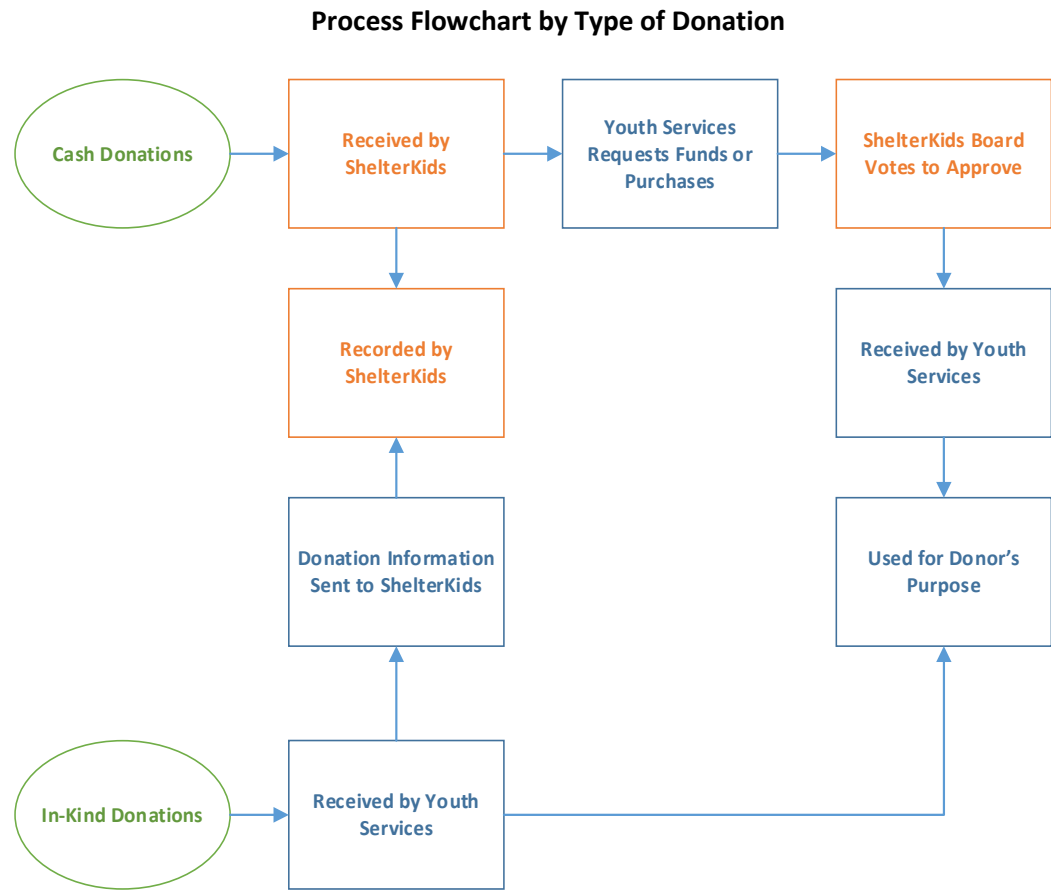 Process Flowchart by Type of Donation
Cash Donations
Received by
ShelterKids
Youth Services
Requests Funds or
Purchases
ShelterKids Board
Votes to Approve
Recorded by
ShelterKids
Received by Youth
Services
Donation Information
Sent to ShelterKids
Used for Donor’s
Purpose
In-Kind Donations
Received by Youth
Services